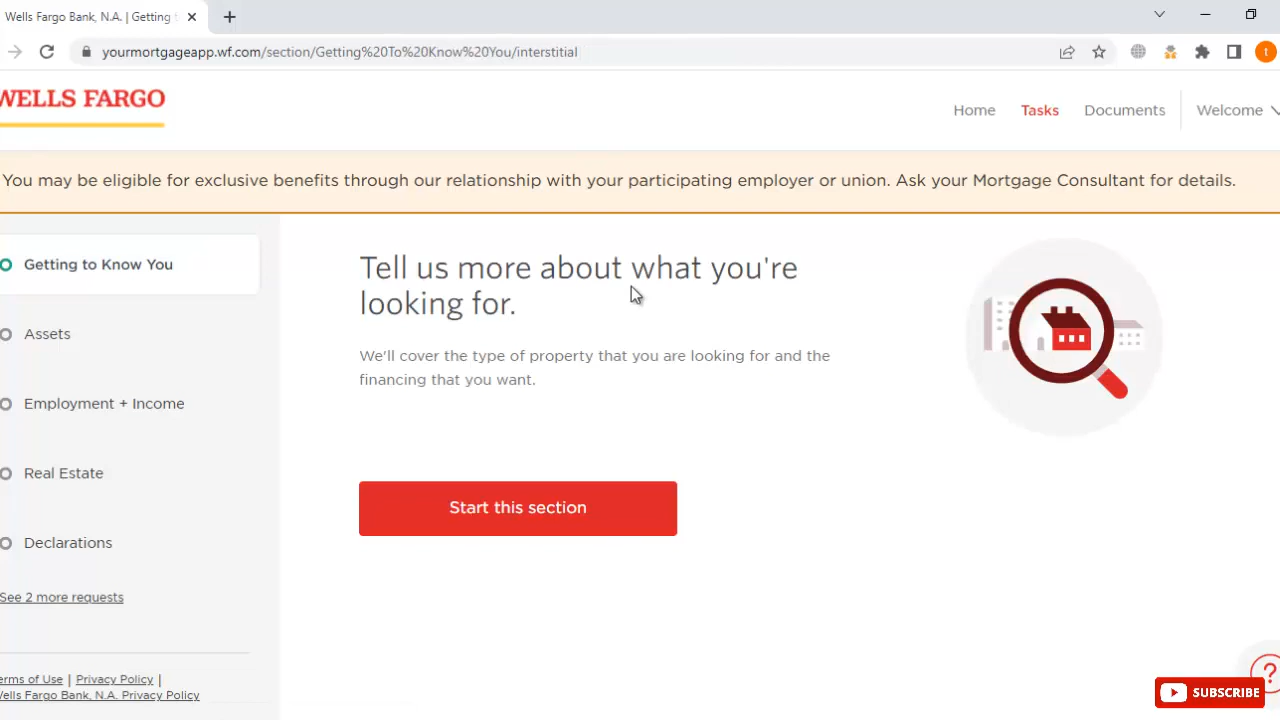 Wells Fargo Bank, N.A. | Getting t
yourmortgageapp.wf.com/section/Getting%20To%20Know%20You/interstitial
t
WELLS FARGO
Home Tasks Documents Welcome
You may be eligible for exclusive benefits through our relationship with your participating employer or union. Ask your Mortgage Consultant for details.
Getting to Know You
Assets
Employment + Income
Real Estate
Declarations
See 2 more requests
erms of Use | Privacy Policy |
Wells Fargo Bank, N.A. Privacy Policy
Tell us more about what you're
looking for.
We'll cover the type of property that you are looking for and the
financing that you want.
Start this section
?
SUBSCRIBE